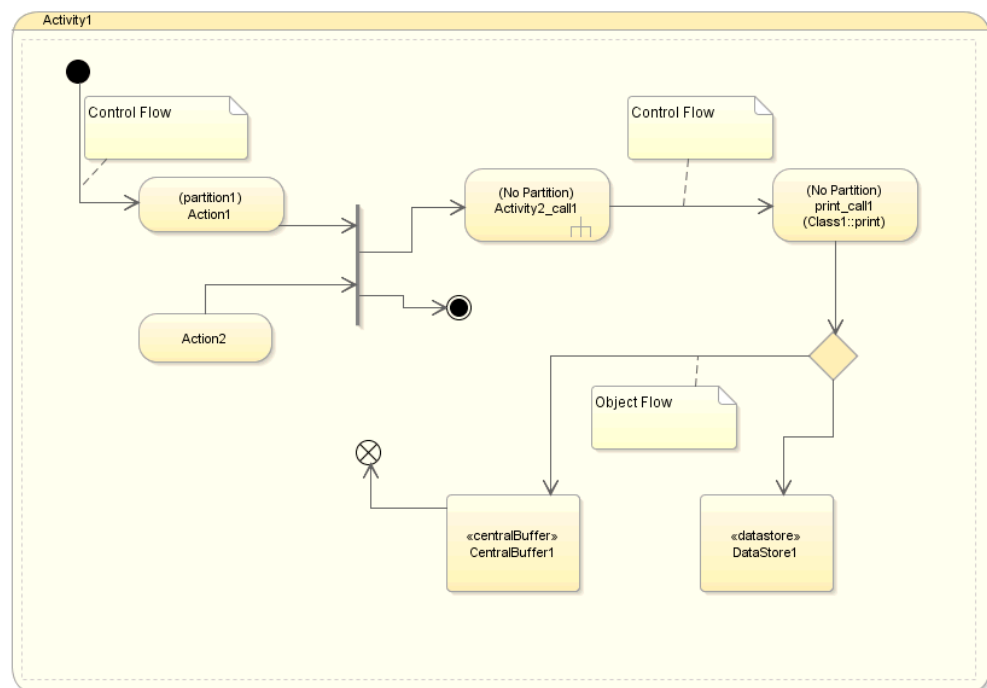 Activity1
Control Flow
Control Flow
(partition1)
Action1
(No Partition)
Activity2_call1
(No Partition)
print_call1
(Class1::print)
Action2
Object Flow
«centralBuffer»
CentralBuffer1
«datastore»
DataStore1